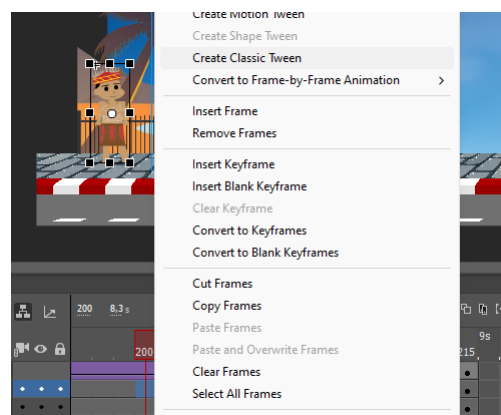 Create Motion Tween
Create Shape Tween
Create Classic Tween
Convert to Frame-by-Frame Animation
Insert Frame
Remove Frames
Insert Keyframe
Insert Blank Keyframe
Clear Keyframe
Convert to Keyframes
Convert to Blank Keyframes
Cut Frames
Copy Frames
Paste Frames
Paste and Overwrite Frames
Clear Frames
Select All Frames
200 8,3 s
9s
200
215